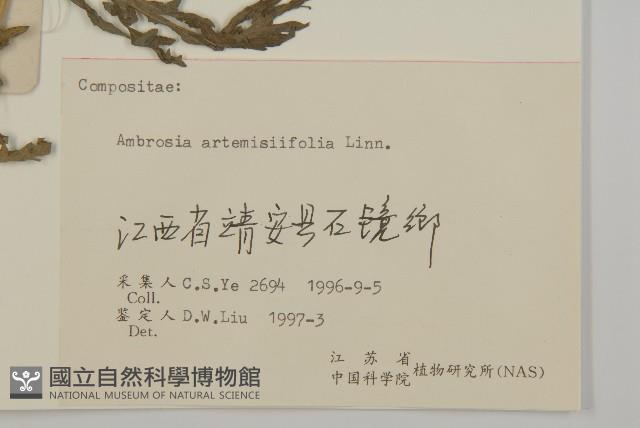 Compositae:
Ambrosia artemisiifolia Linn.
江西省靖安县石镜鄉
采集人 C.S.Ye 2694 1996-9-5
Coll.
鉴定人 D.W.Liu 1997-3
Det.
江苏省
中国科学院 植物研究所(NAS)
國立自然科學博物館
NATIONAL MUSEUM OF NATURAL SCIENCE